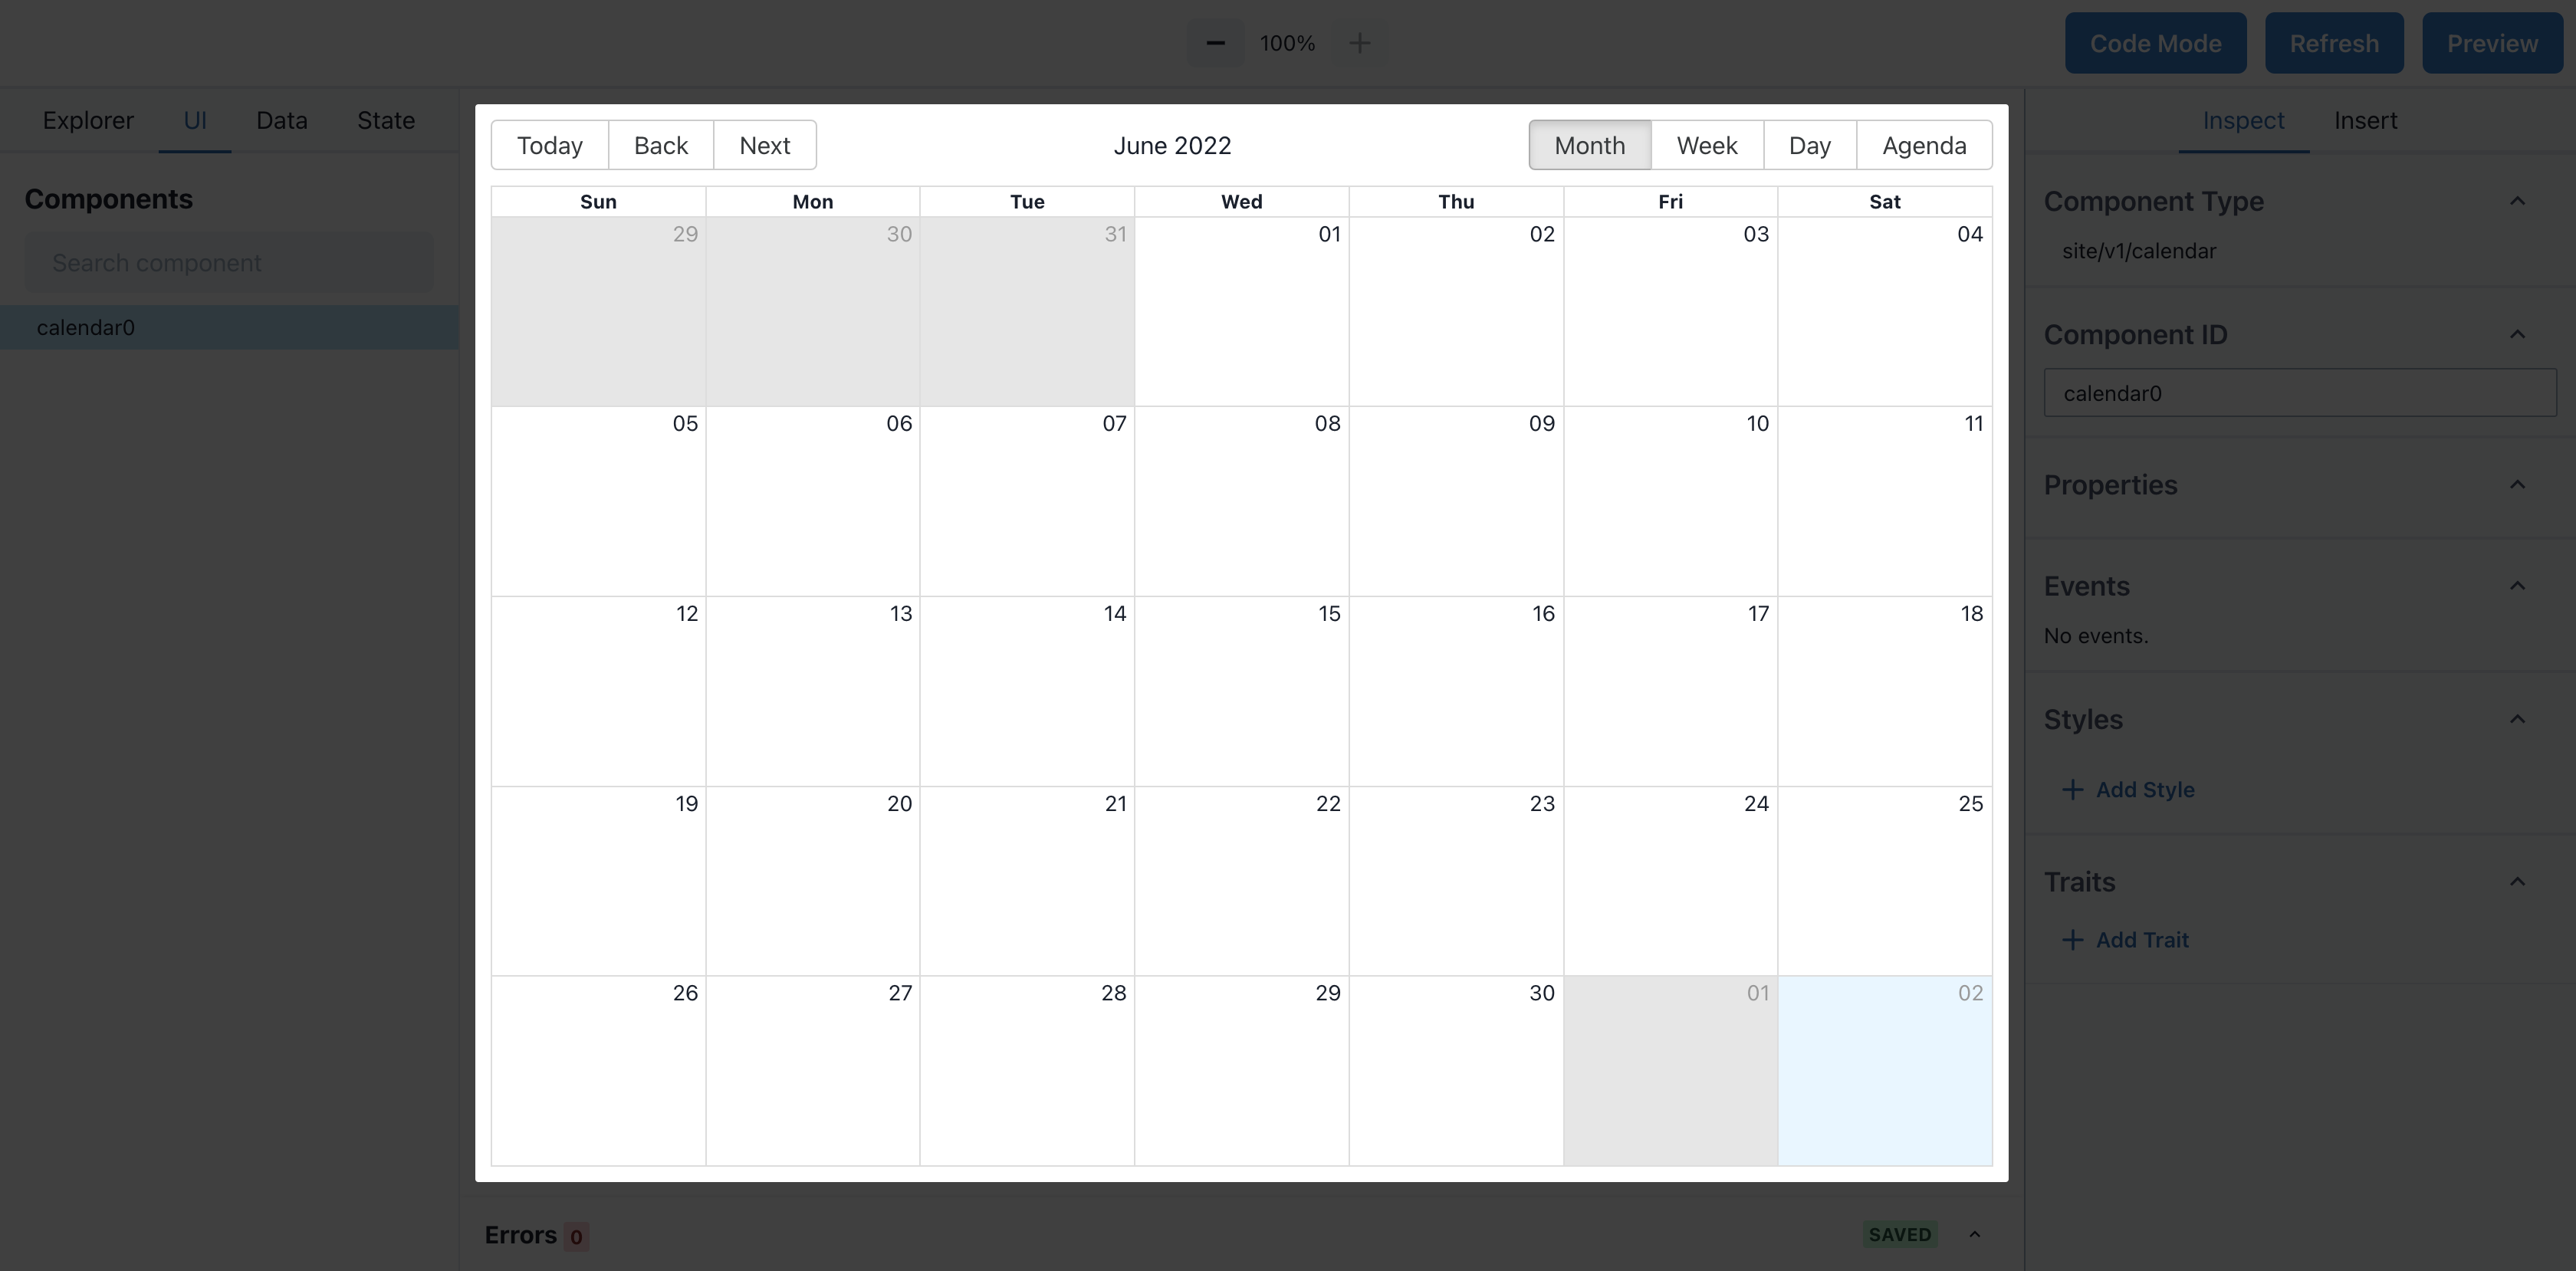 100%
Code Mode Refresh Preview
Explorer UI Data State
Components
Search component
calendar0
Today Back Next
June 2022
Month Week Day Agenda
Sun Mon Tue Wed Thu Fri Sat
29 30 31 01 02 03 04
05 06 07 08 09 10 11
12 13 14 15 16 17 18
19 20 21 22 23 24 25
26 27 28 29 30 01 02
Errors 0
SAVED
Inspect Insert
Component Type
site/v1/calendar
Component ID
calendar0
Properties
Events
No events.
Styles
+ Add Style
Traits
+ Add Trait